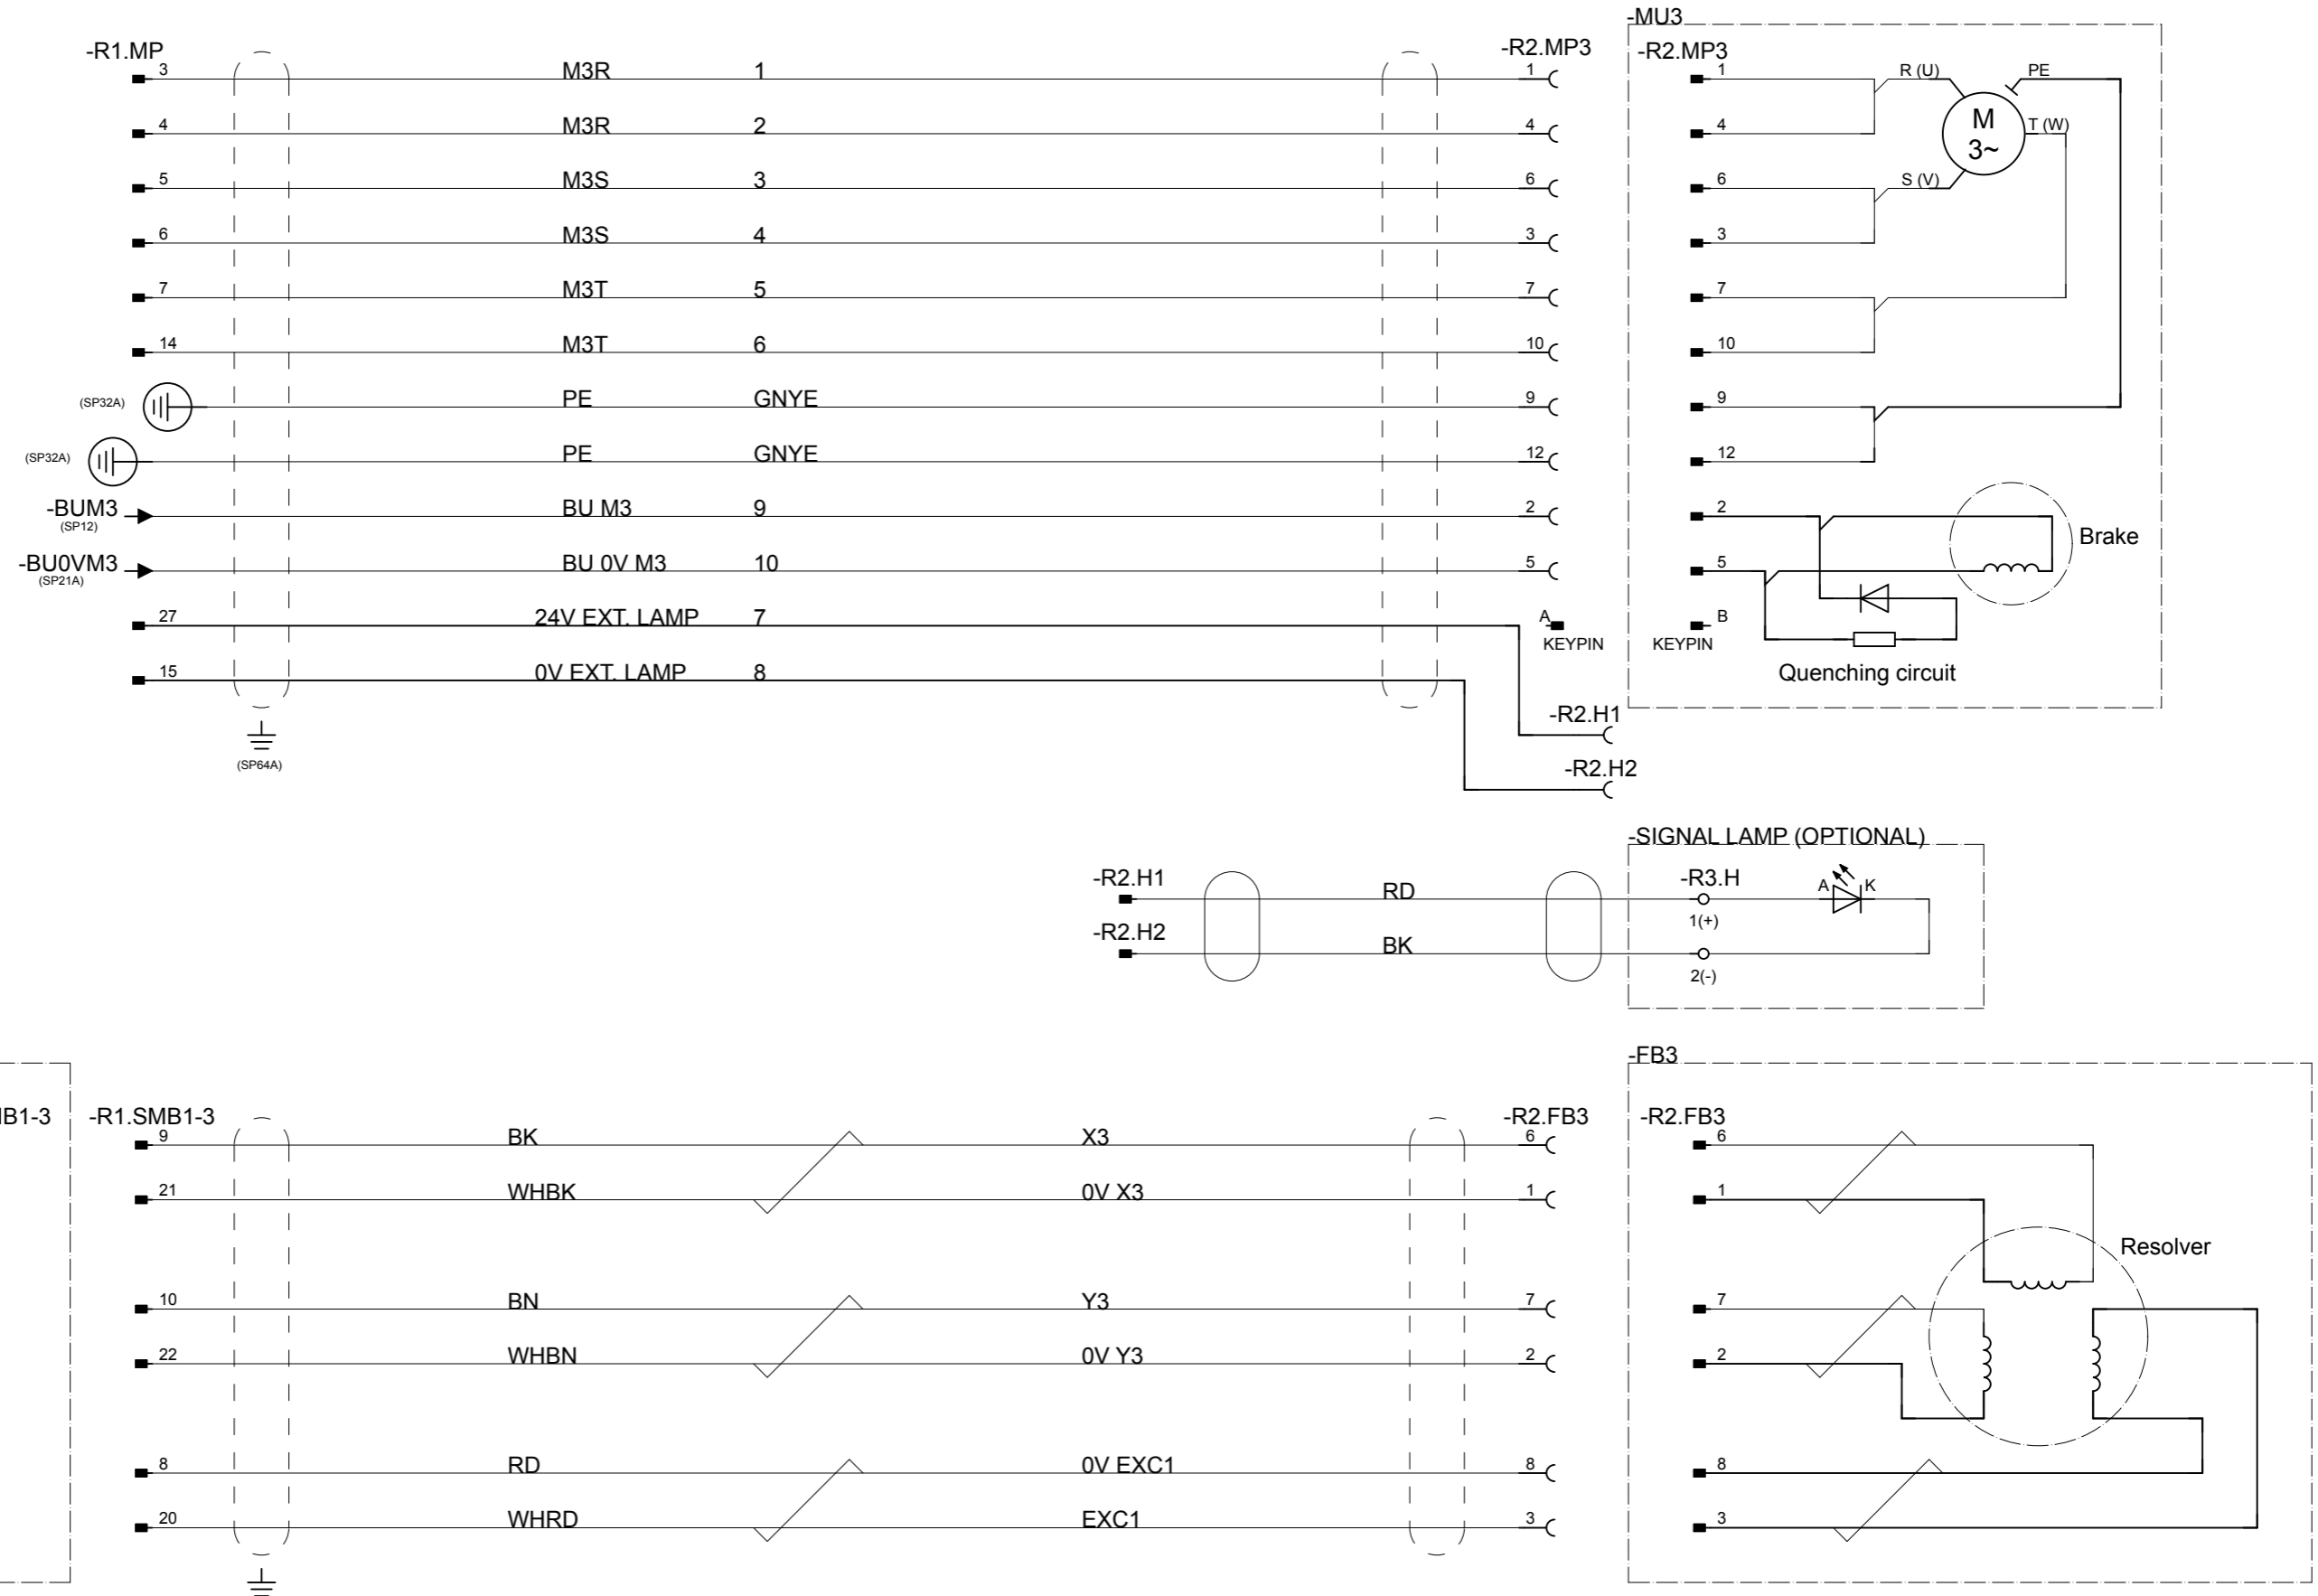 -MU3
-R1.MP -R2.MP3 -R2.MP3
3 M3R 1 1 1 R (U) PE
4 M3R 2 4 4 M 3~ T (W)
5 M3S 3 6 6 S (V)
6 M3S 4 3 3
7 M3T 5 7 7
14 M3T 6 10 10
(SP32A) PE GNYE 9 9
(SP32A) PE GNYE 12 12
-BUM3 BU M3 9 2 2
(SP12)
Brake
-BU0VM3 BU 0V M3 10 5 5
(SP21A)
27 24V EXT. LAMP 7 A B
KEYPIN KEYPIN
15 0V EXT. LAMP 8 Quenching circuit
-R2.H1
(SP64A)
-R2.H2
-SIGNAL LAMP (OPTIONAL)
-R2.H1 RD -R3.H A K
1(+)
-R2.H2 BK
2(-)
-FB3
IB1-3 -R1.SMB1-3 -R2.FB3 -R2.FB3
9 BK X3 6 6
21 WHBK 0V X3 1 1
Resolver
10 BN Y3 7 7
22 WHBN 0V Y3 2 2
8 RD 0V EXC1 8 8
20 WHRD EXC1 3 3